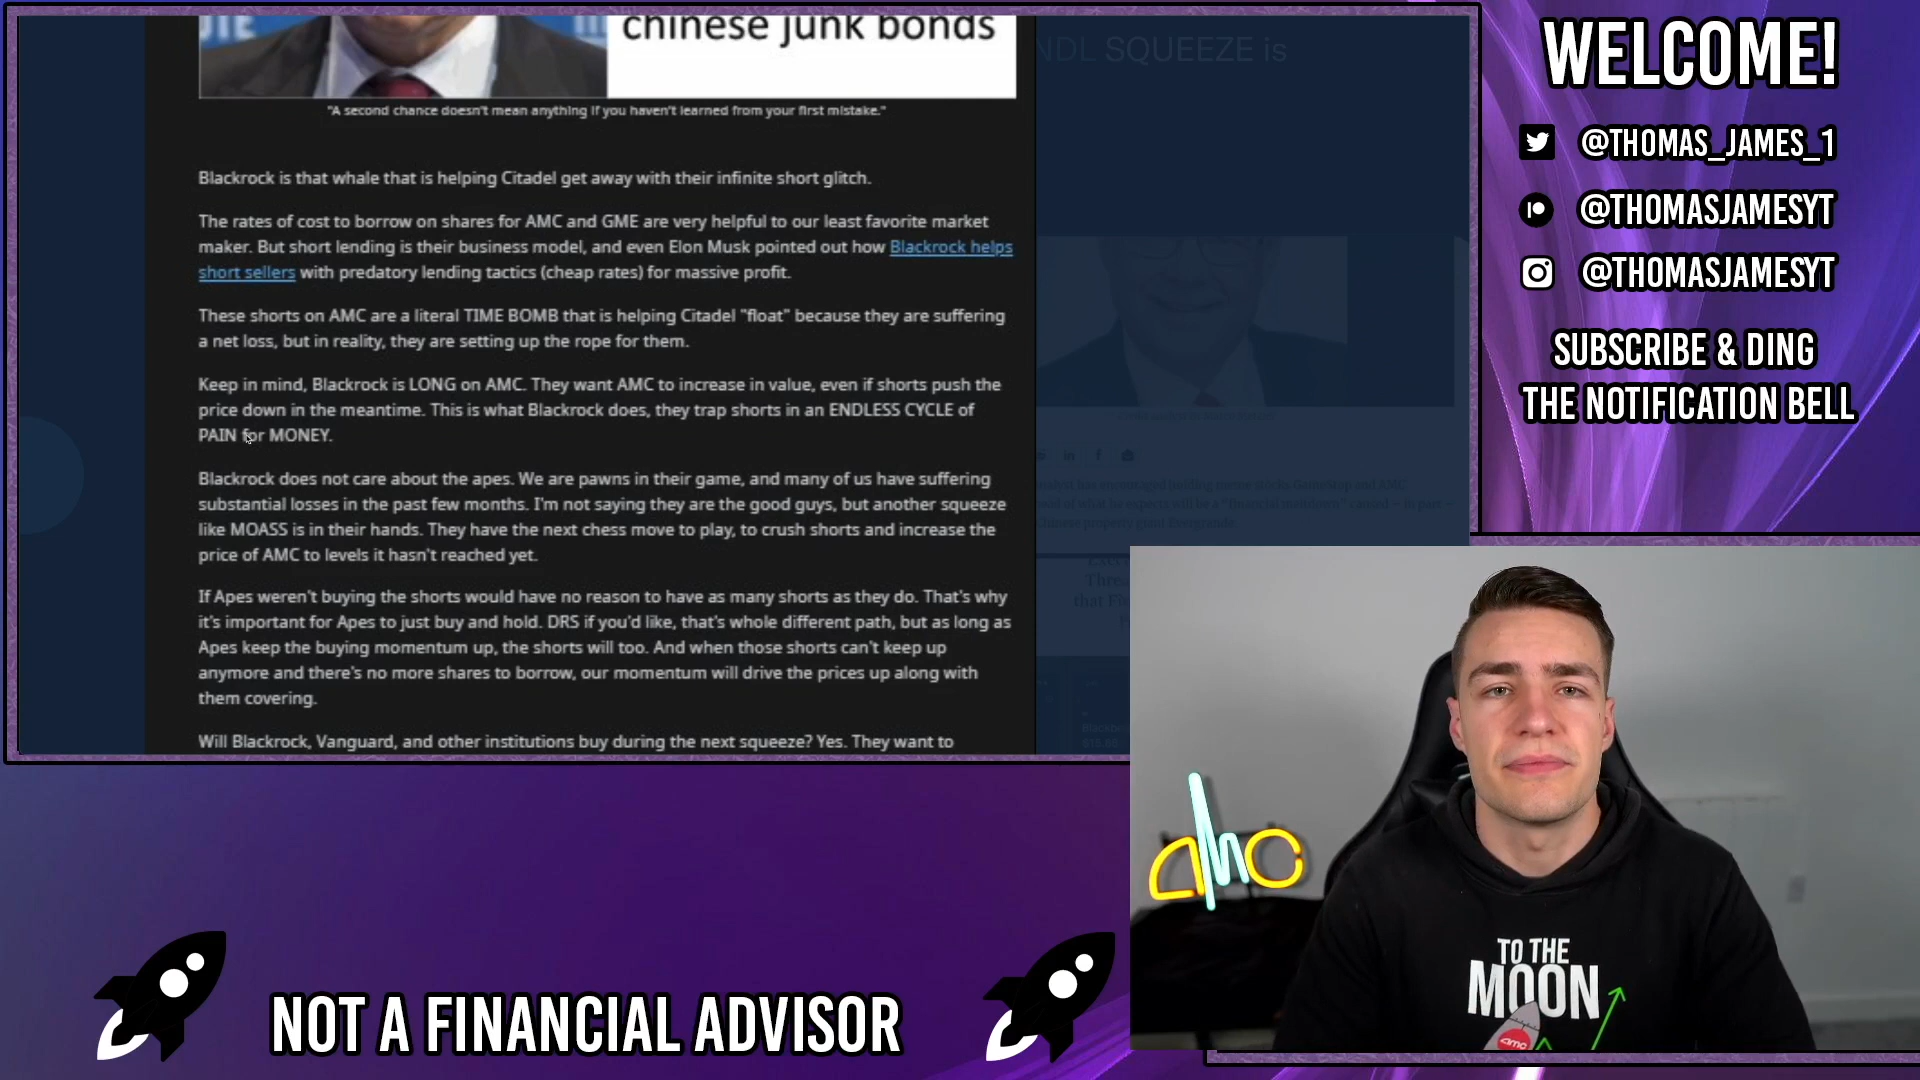 chinese junk bonds
"A second chance doesn't mean anything if you haven't learned from your first mistake."
Blackrock is that whale that is helping Citadel get away with their infinite short glitch.
The rates of cost to borrow on shares for AMC and GME are very helpful to our least favorite market
maker. But short lending is their business model, and even Elon Musk pointed out how Blackrock helps
short sellers with predatory lending tactics (cheap rates) for massive profit.
These shorts on AMC are a literal TIME BOMB that is helping Citadel "float" because they are suffering
a net loss, but in reality, they are setting up the rope for them.
Keep in mind, Blackrock is LONG on AMC. They want AMC to increase in value, even if shorts push the
price down in the meantime. This is what Blackrock does, they trap shorts in an ENDLESS CYCLE of
PAIN for MONEY.
Blackrock does not care about the apes. We are pawns in their game, and many of us have suffering
substantial losses in the past few months. I'm not saying they are the good guys, but another squeeze
like MOASS is in their hands. They have the next chess move to play, to crush shorts and increase the
price of AMC to levels it hasn't reached yet.
If Apes weren't buying the shorts would have no reason to have as many shorts as they do. That's why
it's important for Apes to just buy and hold. DRS if you'd like, that's whole different path, but as long as
Apes keep the buying momentum up, the shorts will too. And when those shorts can't keep up
anymore and there's no more shares to borrow, our momentum will drive the prices up along with
them covering.
Will Blackrock, Vanguard, and other institutions buy during the next squeeze? Yes. They want to
NDL SQUEEZE is
WELCOME!
@THOMAS_JAMES_1
@THOMASJAMESYT
@THOMASJAMESYT
SUBSCRIBE & DING
THE NOTIFICATION BELL
amc
TO THE
MOON
amc
NOT A FINANCIAL ADVISOR